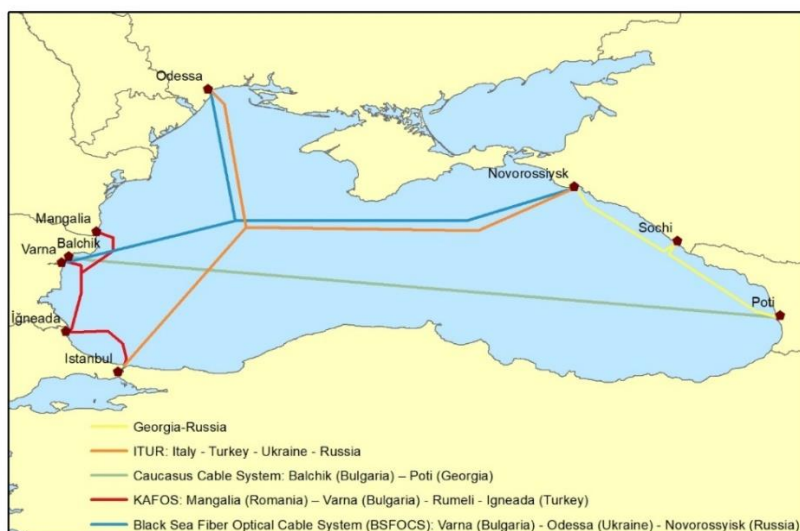 Odessa
Novorossiysk
Mangalia
Sochi
Balchik
Varna
Poti
İğneada
Istanbul
Georgia-Russia
ITUR: Italy - Turkey - Ukraine - Russia
Caucasus Cable System: Balchik (Bulgaria) – Poti (Georgia)
KAFOS: Mangalia (Romania) – Varna (Bulgaria) - Rumeli - Igneada (Turkey)
Black Sea Fiber Optical Cable System (BSFOCS): Varna (Bulgaria) - Odessa (Ukraine) - Novorossyisk (Russia)